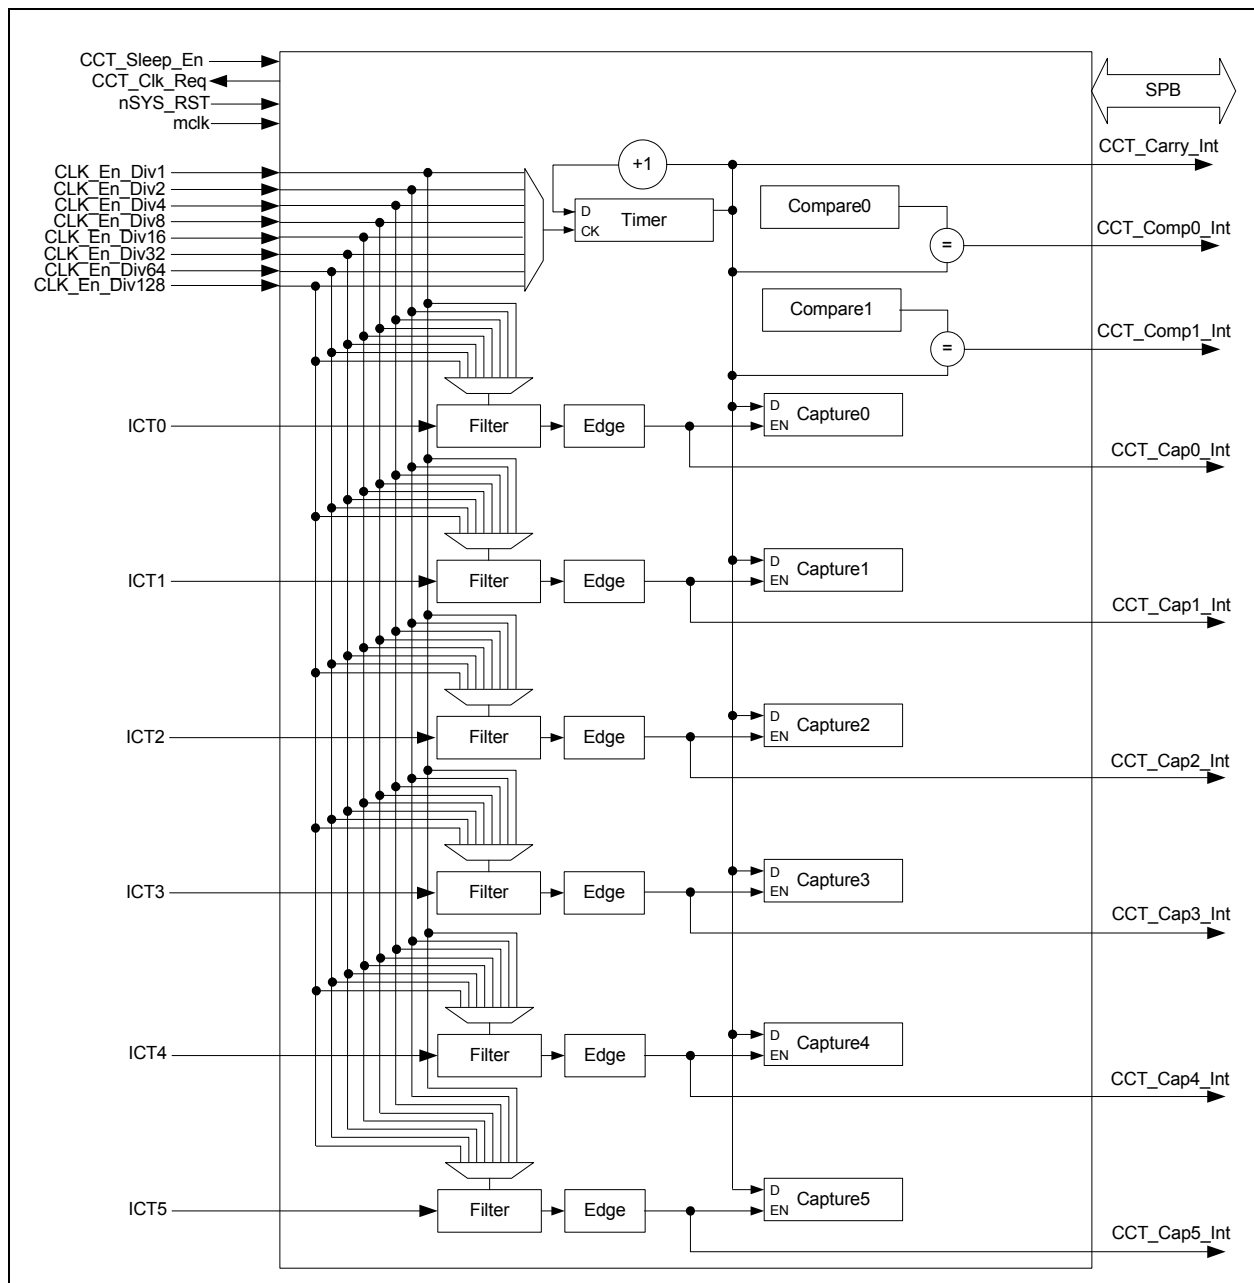 CCT_Sleep_En
CCT_Clk_Req
nSYS_RST
mclk
SPB
CLK_En_Div1
CLK_En_Div2
CLK_En_Div4
CLK_En_Div8
CLK_En_Div16
CLK_En_Div32
CLK_En_Div64
CLK_En_Div128
+1
CCT_Carry_Int
D
CK
Timer
Compare0
=
CCT_Comp0_Int
Compare1
=
CCT_Comp1_Int
ICT0
Filter
Edge
D
EN
Capture0
CCT_Cap0_Int
ICT1
Filter
Edge
D
EN
Capture1
CCT_Cap1_Int
ICT2
Filter
Edge
D
EN
Capture2
CCT_Cap2_Int
ICT3
Filter
Edge
D
EN
Capture3
CCT_Cap3_Int
ICT4
Filter
Edge
D
EN
Capture4
CCT_Cap4_Int
ICT5
Filter
Edge
D
EN
Capture5
CCT_Cap5_Int